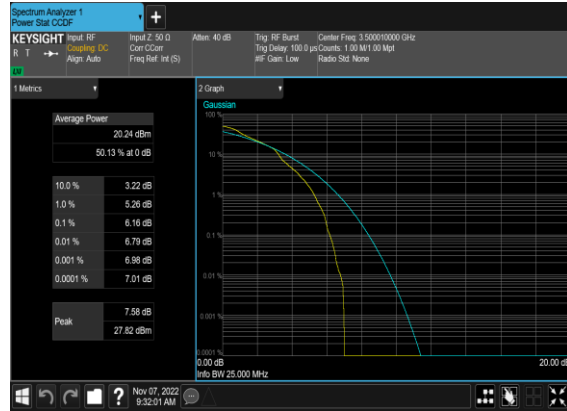 Spectrum Analyzer 1
Power Stat CCDF
KEYSIGHT
R T
Input: RF
Coupling: DC
Align: Auto
Input Z: 50 Ω
Corr CCorr
Freq Ref: Int (S)
Atten: 40 dB
Trig: RF Burst
Trig Delay: 100.0 µs
#IF Gain: Low
Center Freq: 3.500010000 GHz
Counts: 1.00 M/1.00 Mpt
Radio Std: None
1 Metrics
Average Power
20.24 dBm
50.13 % at 0 dB
10.0 % 3.22 dB
1.0 % 5.26 dB
0.1 % 6.16 dB
0.01 % 6.79 dB
0.001 % 6.98 dB
0.0001 % 7.01 dB
Peak
7.58 dB
27.82 dBm
2 Graph
Gaussian
100 %
10 %
1 %
0.1 %
0.01 %
0.001 %
0.0001 %
0.00 dB
20.00 dB
Info BW 25.000 MHz
?
Nov 07, 2022
9:32:01 AM